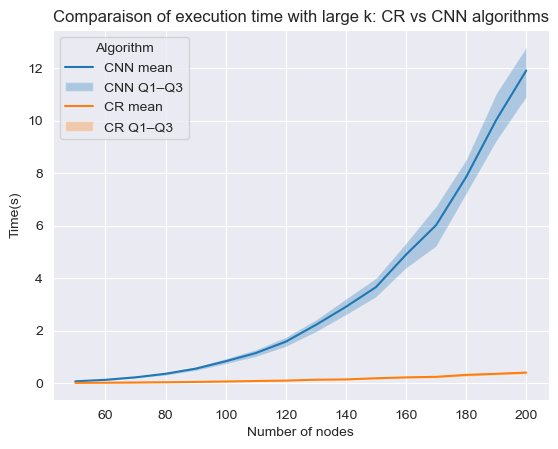 Comparaison of execution time with large k: CR vs CNN algorithms
Algorithm
CNN mean
CNN Q1–Q3
CR mean
CR Q1–Q3
12
10
8
6
4
2
0
Time(s)
60 80 100 120 140 160 180 200
Number of nodes